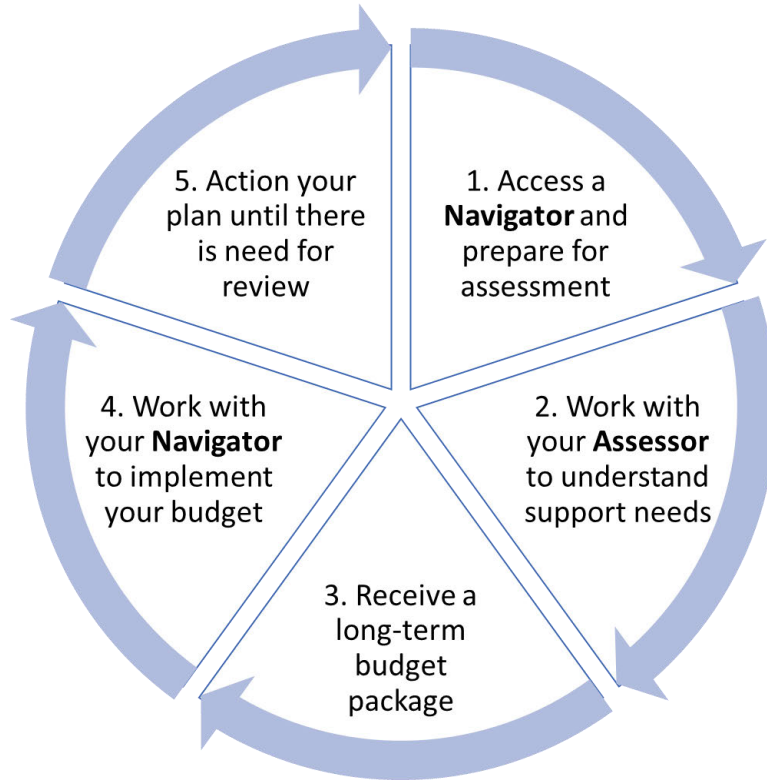 1. Access a
Navigator and
prepare for
assessment
2. Work with
your Assessor
to understand
support needs
3. Receive a
long-term
budget
package
4. Work with
your Navigator
to implement
your budget
5. Action your
plan until there
is need for
review